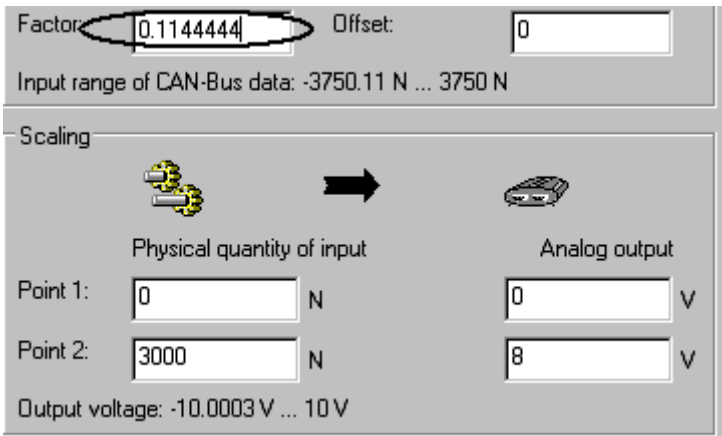 Factor: 0.1144444 Offset: 0
Input range of CAN-Bus data: -3750.11 N ... 3750 N
Scaling
Physical quantity of input Analog output
Point 1: 0 N 0 V
Point 2: 3000 N 8 V
Output voltage: -10.0003 V ... 10 V